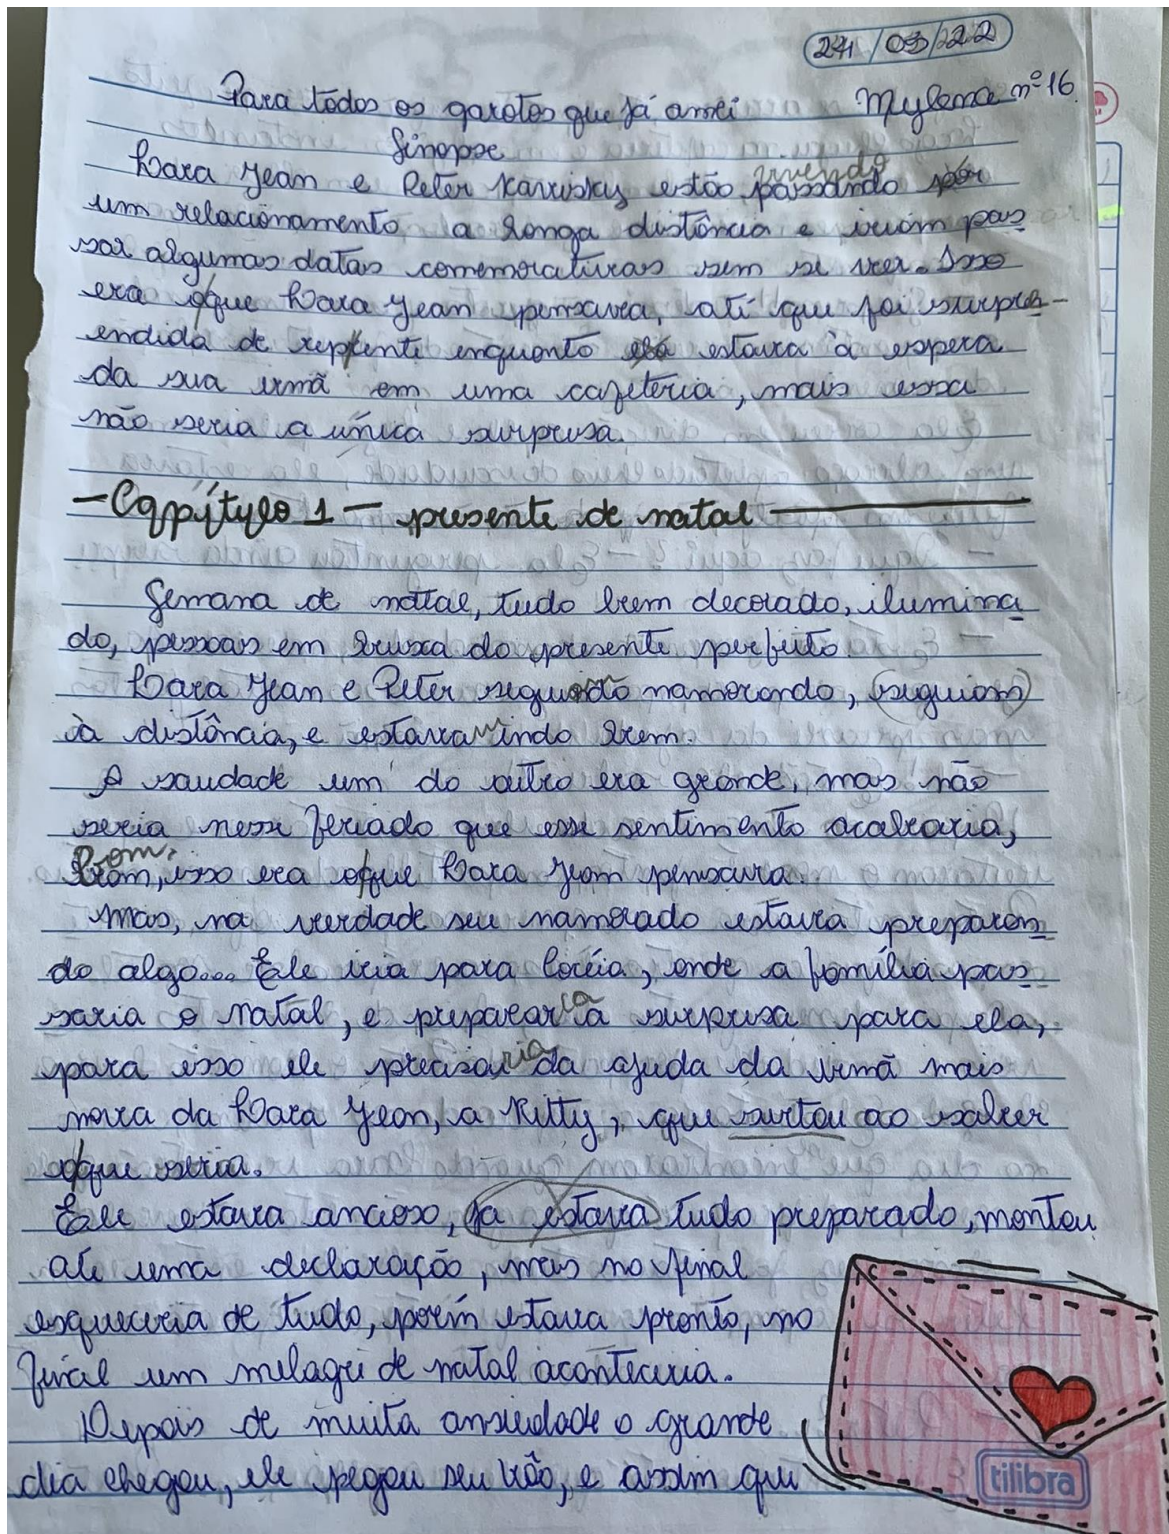 24/03/22
Para todos os garotos que já amei Mylena nº 16
Sinopse
Lara Jean e Peter Kavinsky estão passando por vivendo
um relacionamento a longa distância e iriam pas
sar algumas datas comemorativas sem se ver. Isso
era oque Lara Jean pensava, até que foi surpre-
endida de repente enquanto ela estava à espera
da sua irmã em uma cafeteria, mais essa
não seria a única surpresa.
— Capítulo 1 — presente de natal —
Semana de natal, tudo bem decorado, ilumina
do, pessoas em busca do presente perfeito.
Lara Jean e Peter namorando, (seguiam)
à distância, e estava indo bem.
A saudade um do outro era grande, mas não
seria nesse feriado que esse sentimento acabaria,
Bom,
bom, isso era oque Lara Jean pensava.
Mas, na verdade seu namorado estava preparan
do algo... Ele iria para Coréia, onde a família pas
saria o natal, e prepararia a surpresa para ela,
para isso ele precisaria da ajuda da irmã mais
nova da Lara Jean, a Kitty, que surtou ao saber
oque seria.
Ele estava ancioso, ja estava tudo preparado, montou
até uma declaração, mas no final
esqueceria de tudo, porém estava pronto, no
final um milagre de natal aconteceria.
Depois de muita ansiedade o grande
dia chegou, ele pegou seu vôo, e assim que
tilibra